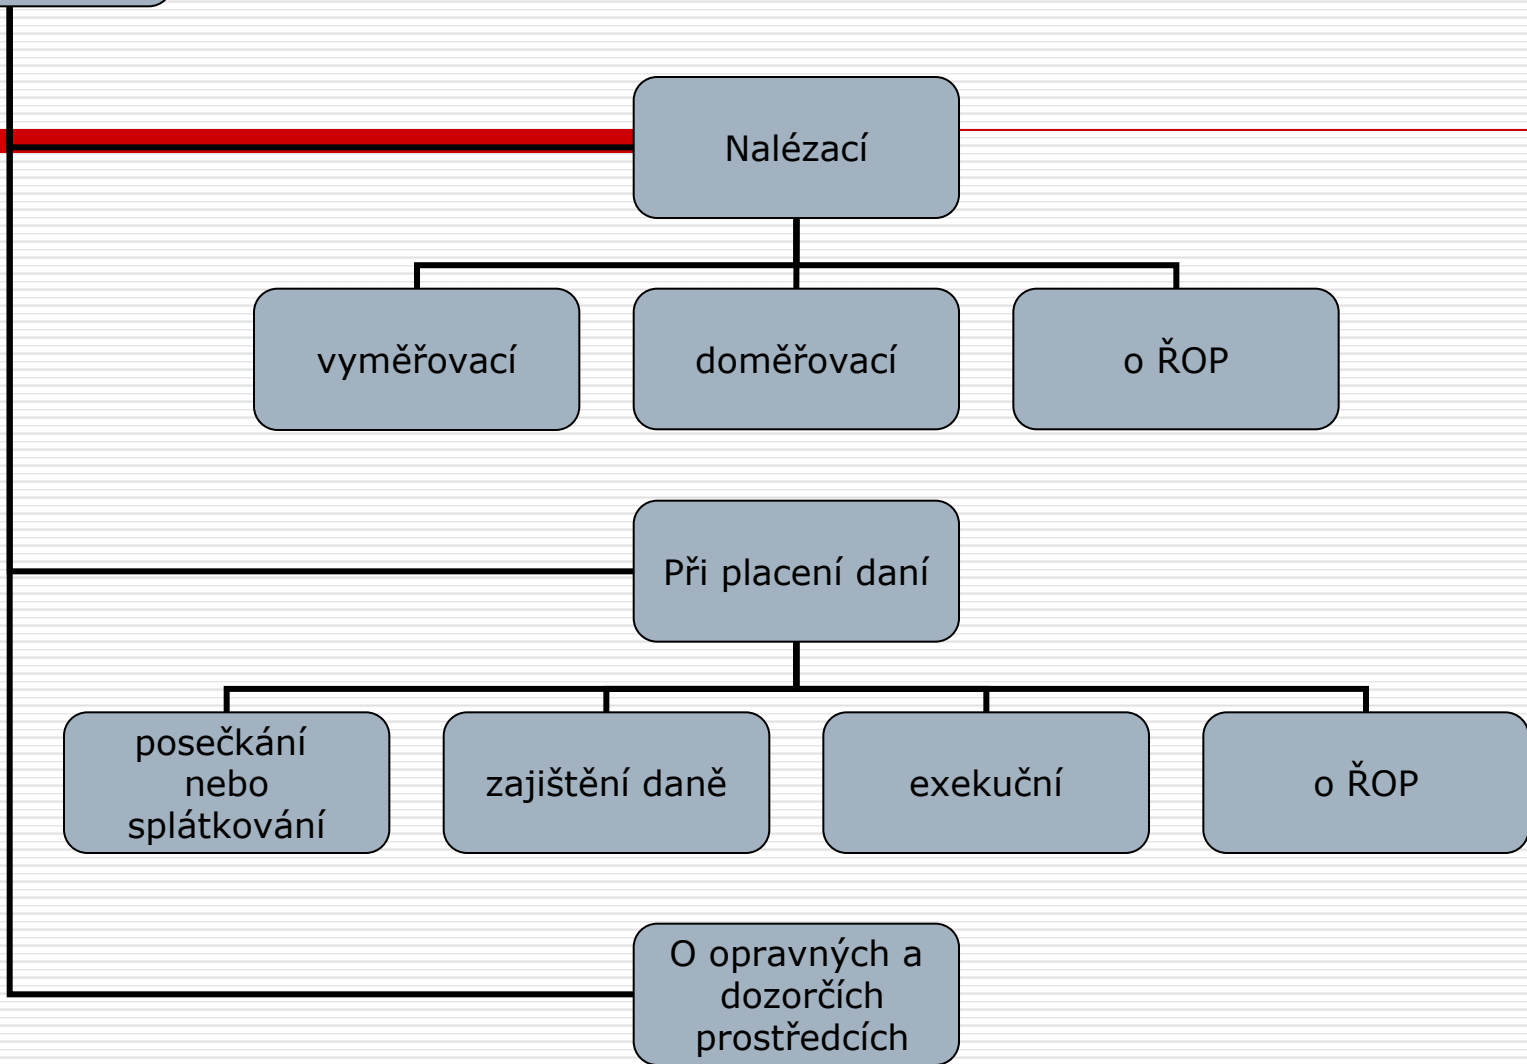 Nalézací
vyměřovací
doměřovací
o ŘOP
Při placení daní
posečkání
nebo
splátkování
zajištění daně
exekuční
o ŘOP
O opravných a
dozorčích
prostředcích